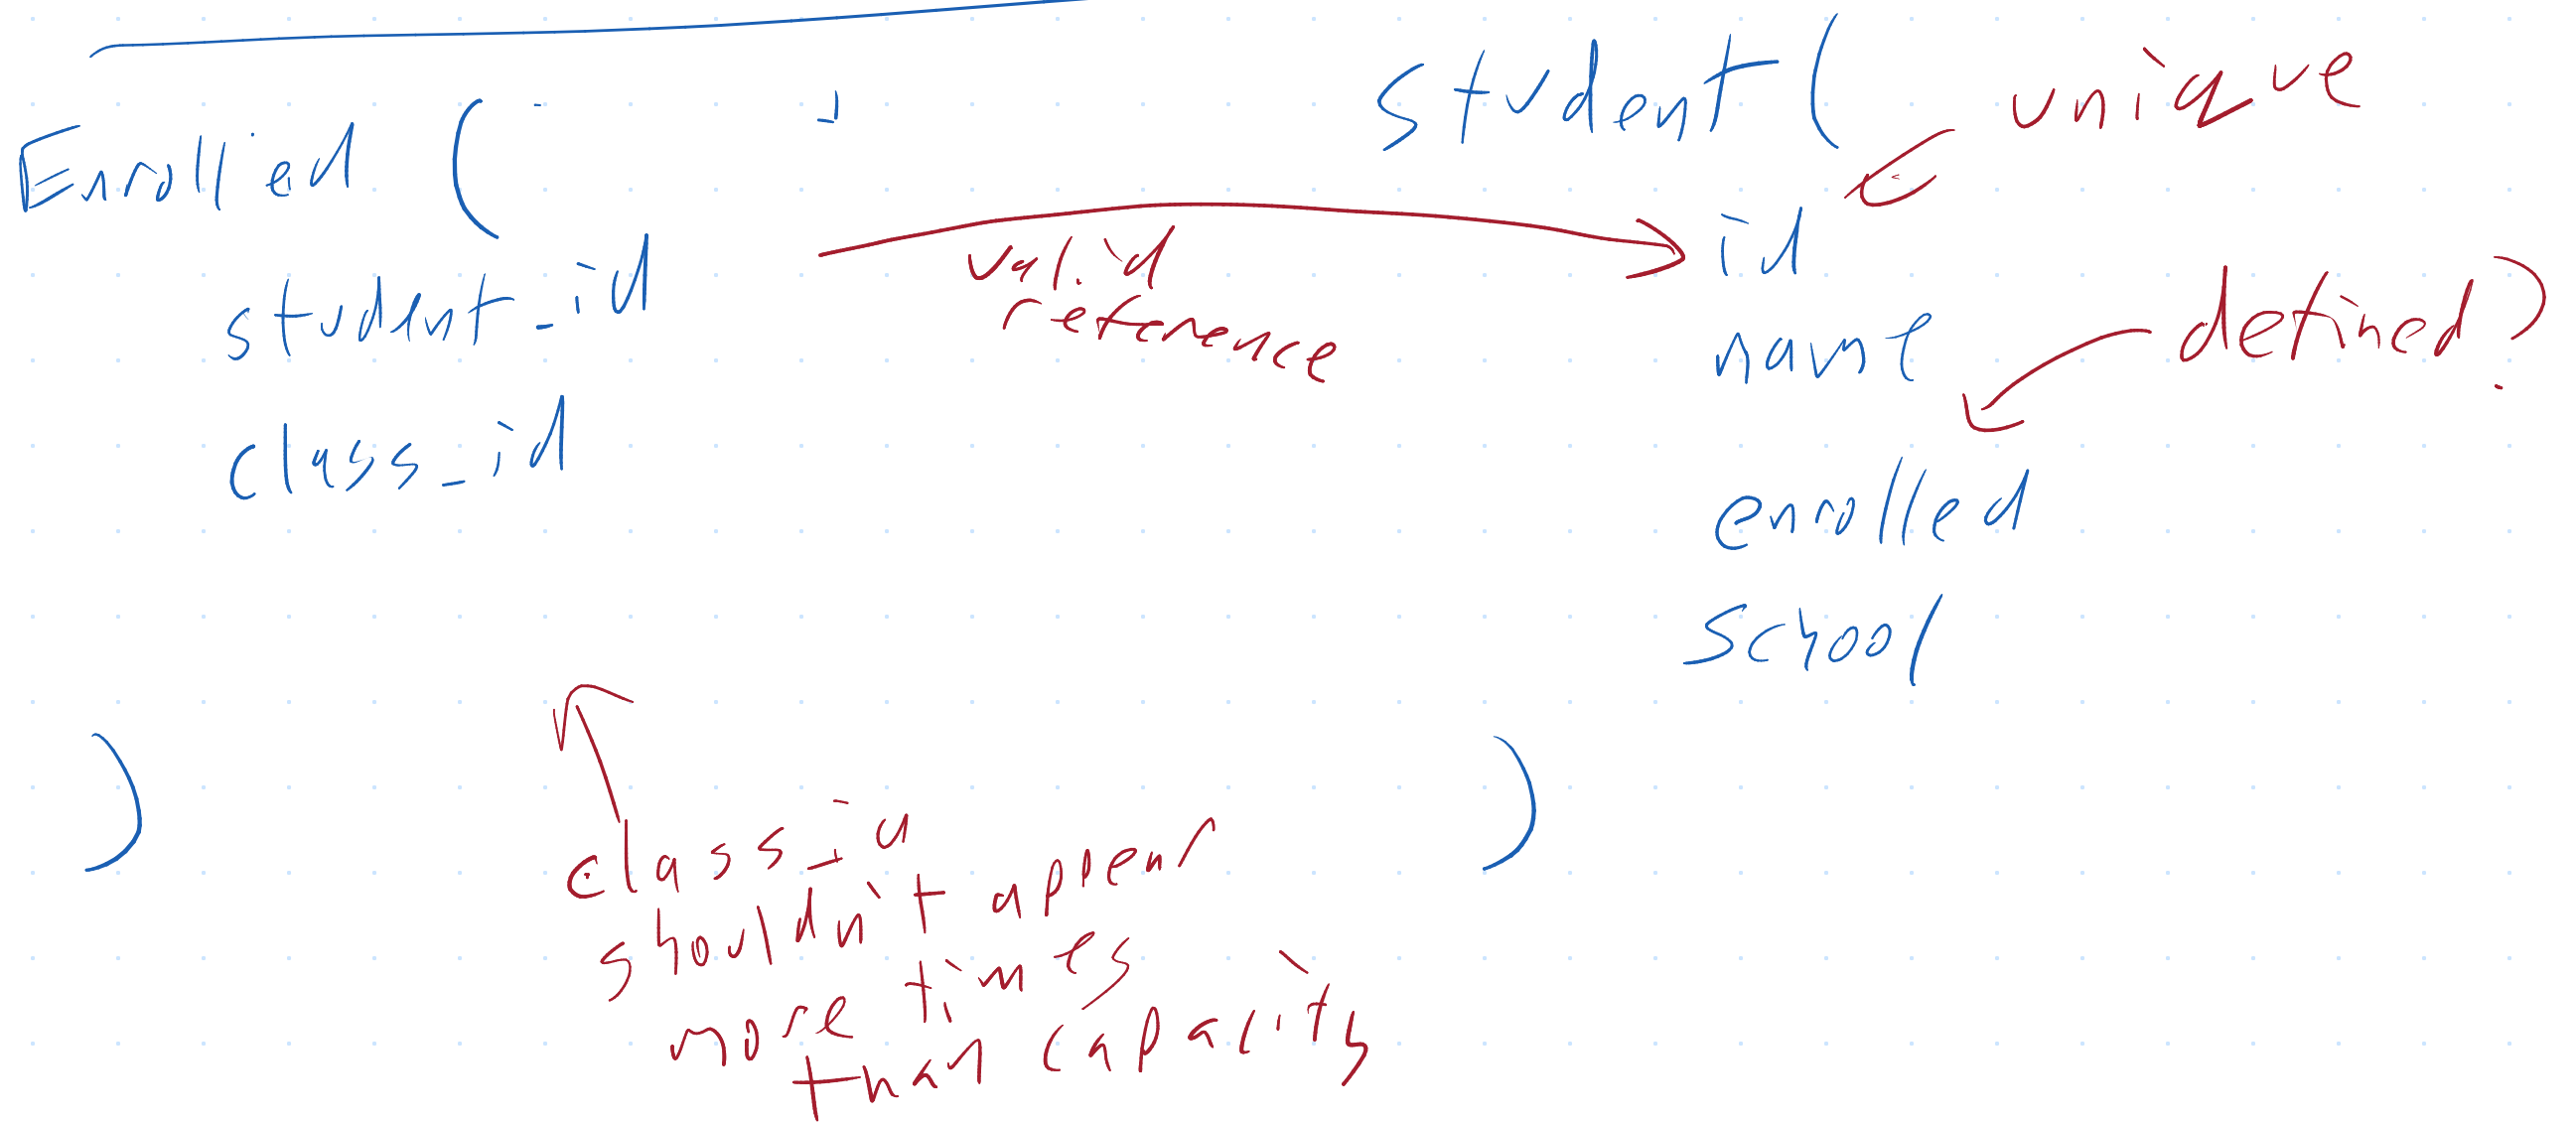 Enrolled (
student_id
class_id
)
valid
reference
student (
unique
id
name
defined?
enrolled
school
)
class_id
shouldn't appear
more times
than capacity